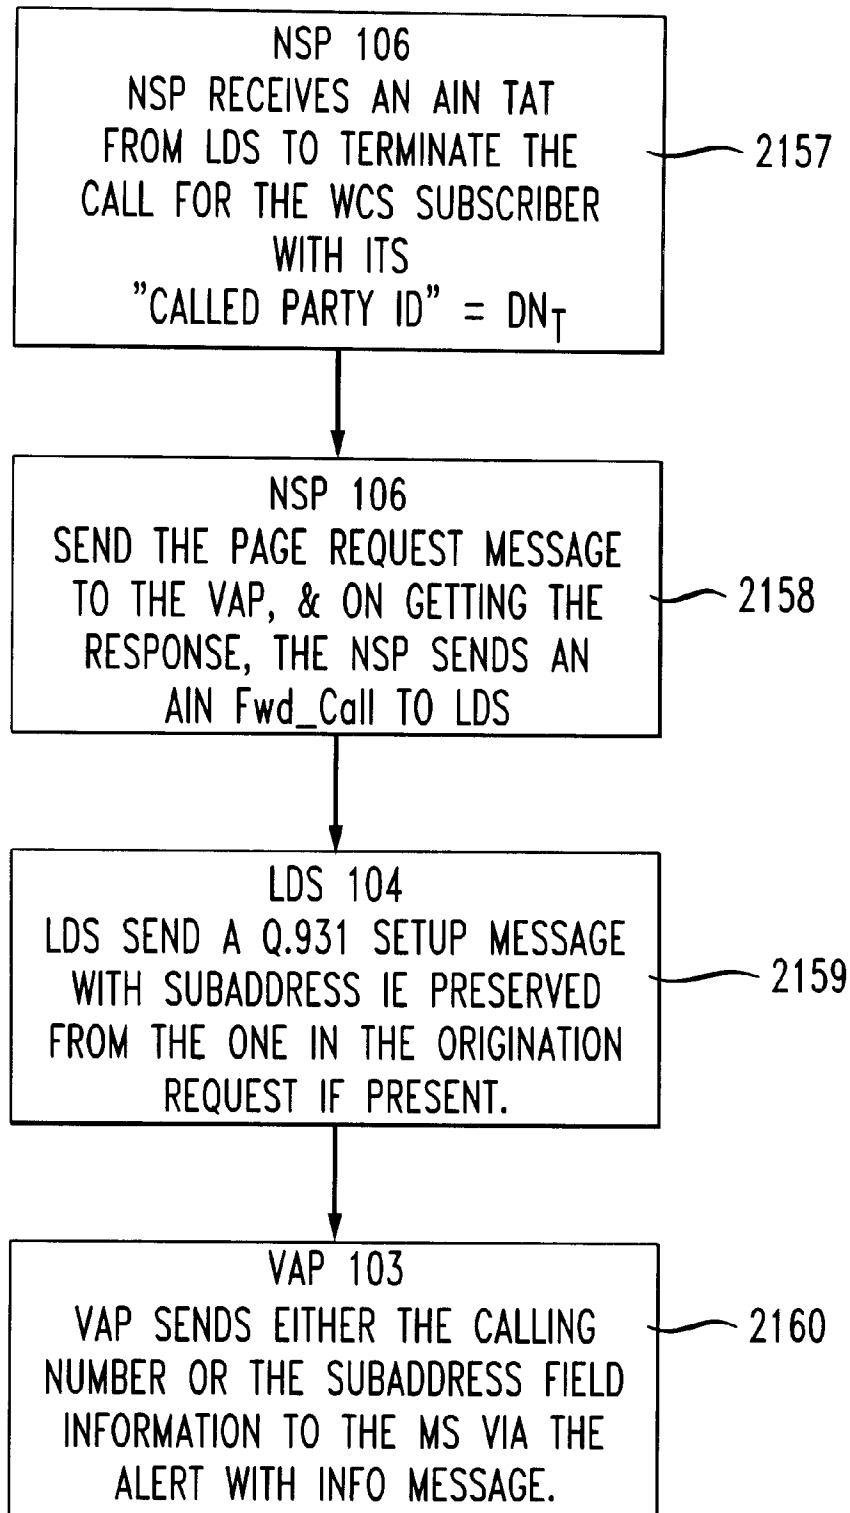 NSP 106
NSP RECEIVES AN AIN TAT
FROM LDS TO TERMINATE THE
CALL FOR THE WCS SUBSCRIBER
WITH ITS
"CALLED PARTY ID" = DNT
2157
NSP 106
SEND THE PAGE REQUEST MESSAGE
TO THE VAP, & ON GETTING THE
RESPONSE, THE NSP SENDS AN
AIN Fwd_Call TO LDS
2158
LDS 104
LDS SEND A Q.931 SETUP MESSAGE
WITH SUBADDRESS IE PRESERVED
FROM THE ONE IN THE ORIGINATION
REQUEST IF PRESENT.
2159
VAP 103
VAP SENDS EITHER THE CALLING
NUMBER OR THE SUBADDRESS FIELD
INFORMATION TO THE MS VIA THE
ALERT WITH INFO MESSAGE.
2160